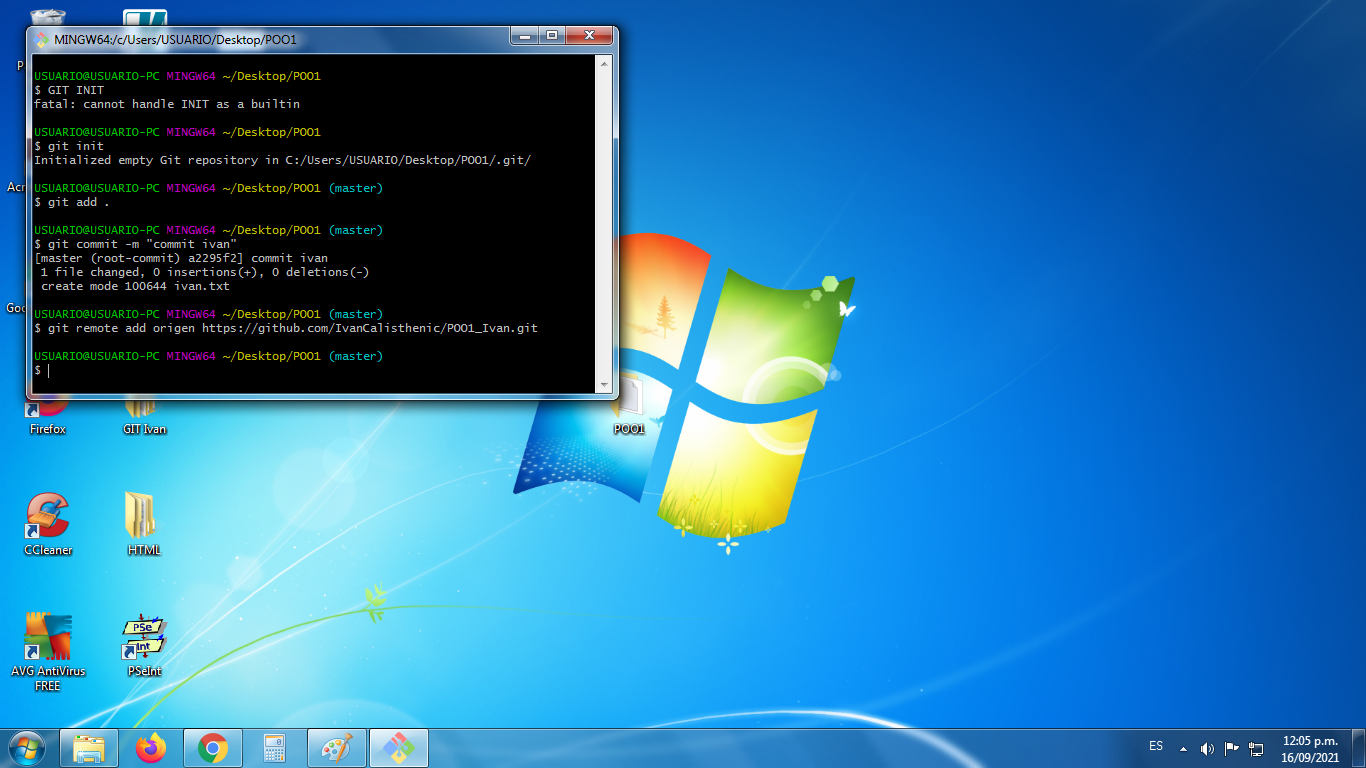 MINGW64:/c/Users/USUARIO/Desktop/POO1
USUARIO@USUARIO-PC MINGW64 ~/Desktop/POO1
$ GIT INIT
fatal: cannot handle INIT as a builtin
USUARIO@USUARIO-PC MINGW64 ~/Desktop/POO1
$ git init
Initialized empty Git repository in C:/Users/USUARIO/Desktop/POO1/.git/
USUARIO@USUARIO-PC MINGW64 ~/Desktop/POO1 (master)
$ git add .
USUARIO@USUARIO-PC MINGW64 ~/Desktop/POO1 (master)
$ git commit -m "commit ivan"
[master (root-commit) a2295f2] commit ivan
1 file changed, 0 insertions(+), 0 deletions(-)
create mode 100644 ivan.txt
USUARIO@USUARIO-PC MINGW64 ~/Desktop/POO1 (master)
$ git remote add origen https://github.com/IvanCalisthenic/POO1_Ivan.git
USUARIO@USUARIO-PC MINGW64 ~/Desktop/POO1 (master)
$
Firefox
GIT Ivan
POO1
CCleaner
HTML
PSe
Int
AVG AntiVirus
FREE
PSeInt
ES
12:05 p.m.
16/09/2021